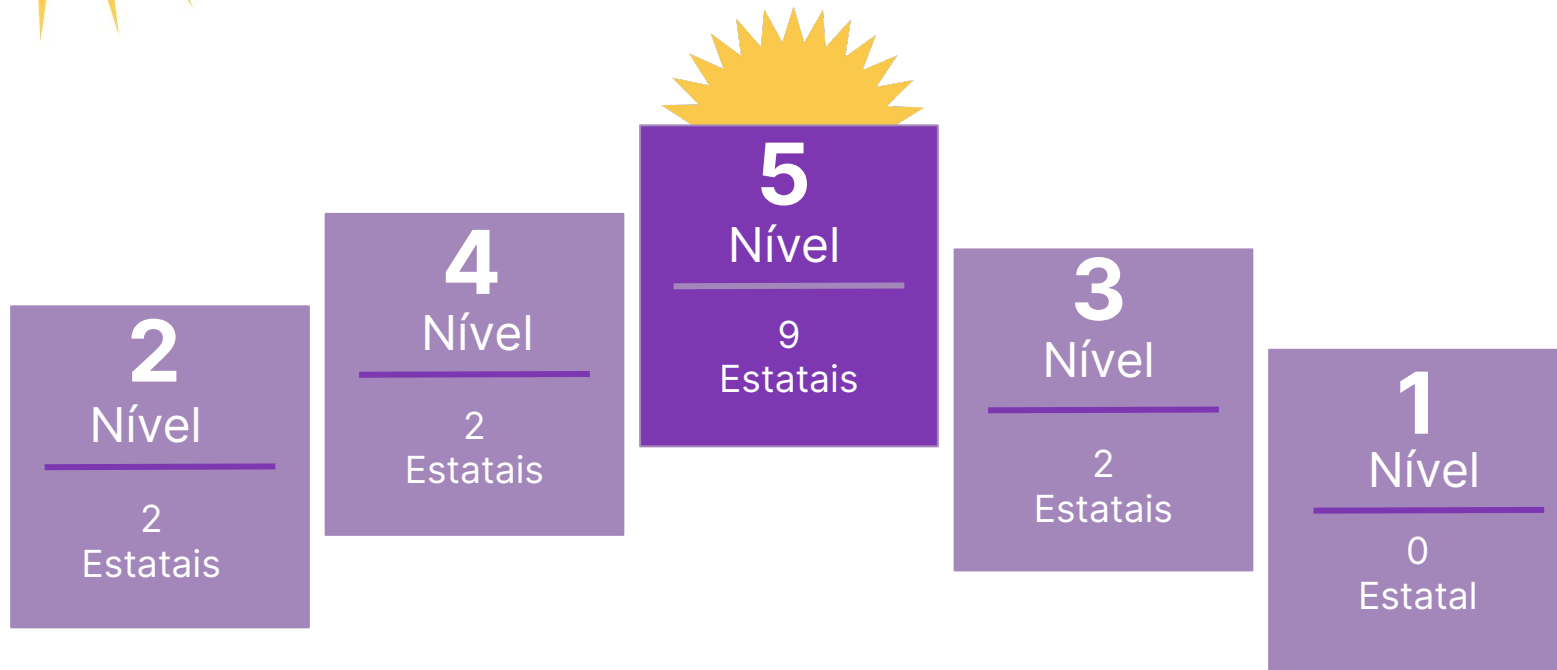 2
Nível
2
Estatais
4
Nível
2
Estatais
5
Nível
9
Estatais
3
Nível
2
Estatais
1
Nível
0
Estatal